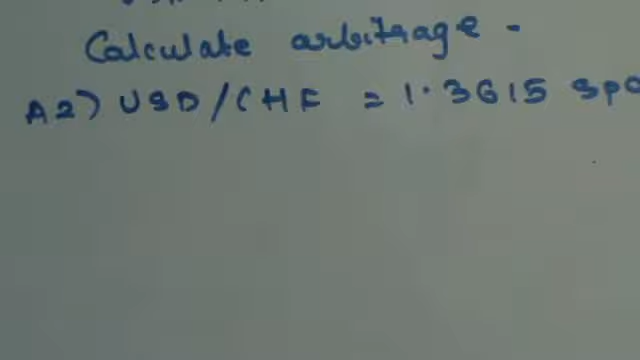 Calculate arbitrage -
A2) USD/CHF = 1.3615